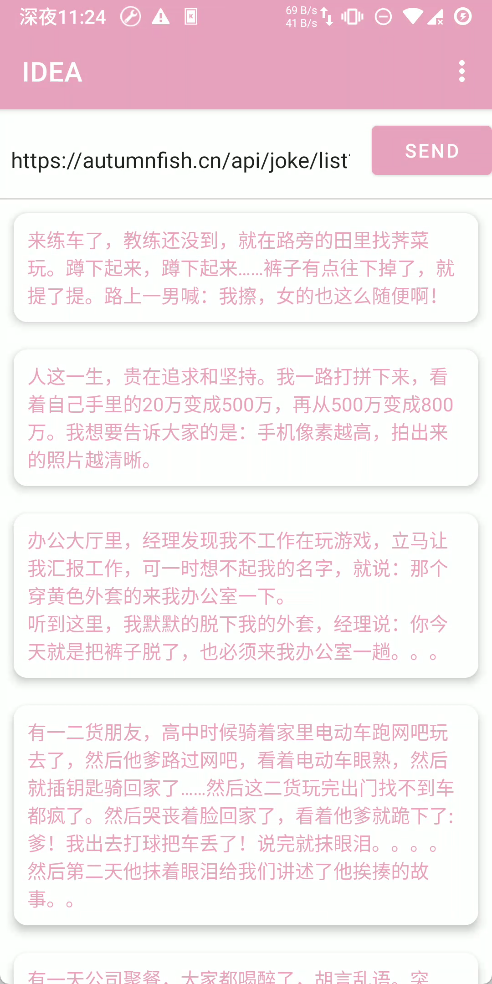 深夜11:24
69 B/s
41 B/s
IDEA
https://autumnfish.cn/api/joke/list
SEND
来练车了，教练还没到，就在路旁的田里找荠菜
玩。蹲下起来，蹲下起来……裤子有点往下掉了，就
提了提。路上一男喊：我擦，女的也这么随便啊！
人这一生，贵在追求和坚持。我一路打拼下来，看
着自己手里的20万变成500万，再从500万变成800
万。我想要告诉大家的是：手机像素越高，拍出来
的照片越清晰。
办公大厅里，经理发现我不工作在玩游戏，立马让
我汇报工作，可一时想不起我的名字，就说：那个
穿黄色外套的来我办公室一下。
听到这里，我默默的脱下我的外套，经理说：你今
天就是把裤子脱了，也必须来我办公室一趟。。。
有一二货朋友，高中时候骑着家里电动车跑网吧玩
去了，然后他爹路过网吧，看着电动车眼熟，然后
就插钥匙骑回家了……然后这二货玩完出门找不到车
都疯了。然后哭丧着脸回家了，看着他爹就跪下了：
爹！我出去打球把车丢了！说完就抹眼泪。。。。
然后第二天他抹着眼泪给我们讲述了他挨揍的故
事。。
有一天公司聚餐，大家都喝醉了，胡言乱语。突